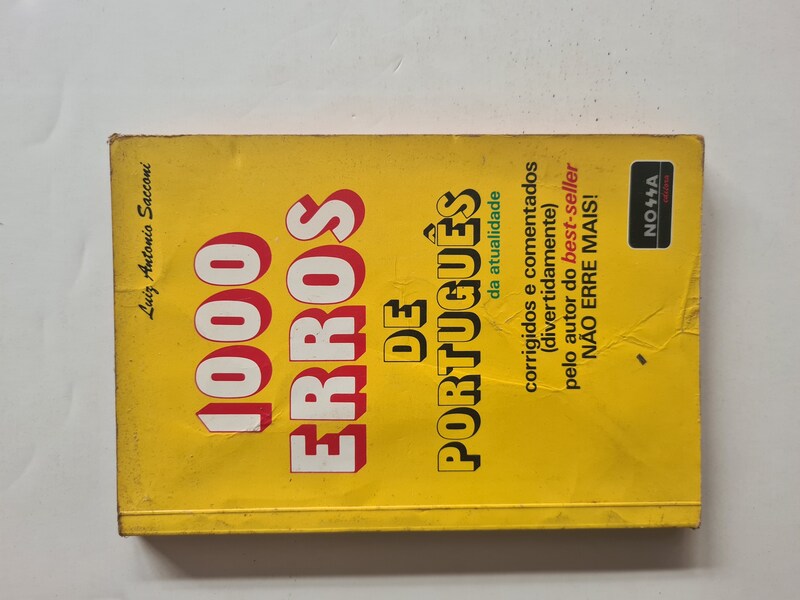 Luiz Antonio Sacconi
1000
ERROS
DE
PORTUGUÊS
da atualidade
corrigidos e comentados
(divertidamente)
pelo autor do best-seller
NÃO ERRE MAIS!
NOSSA
editora